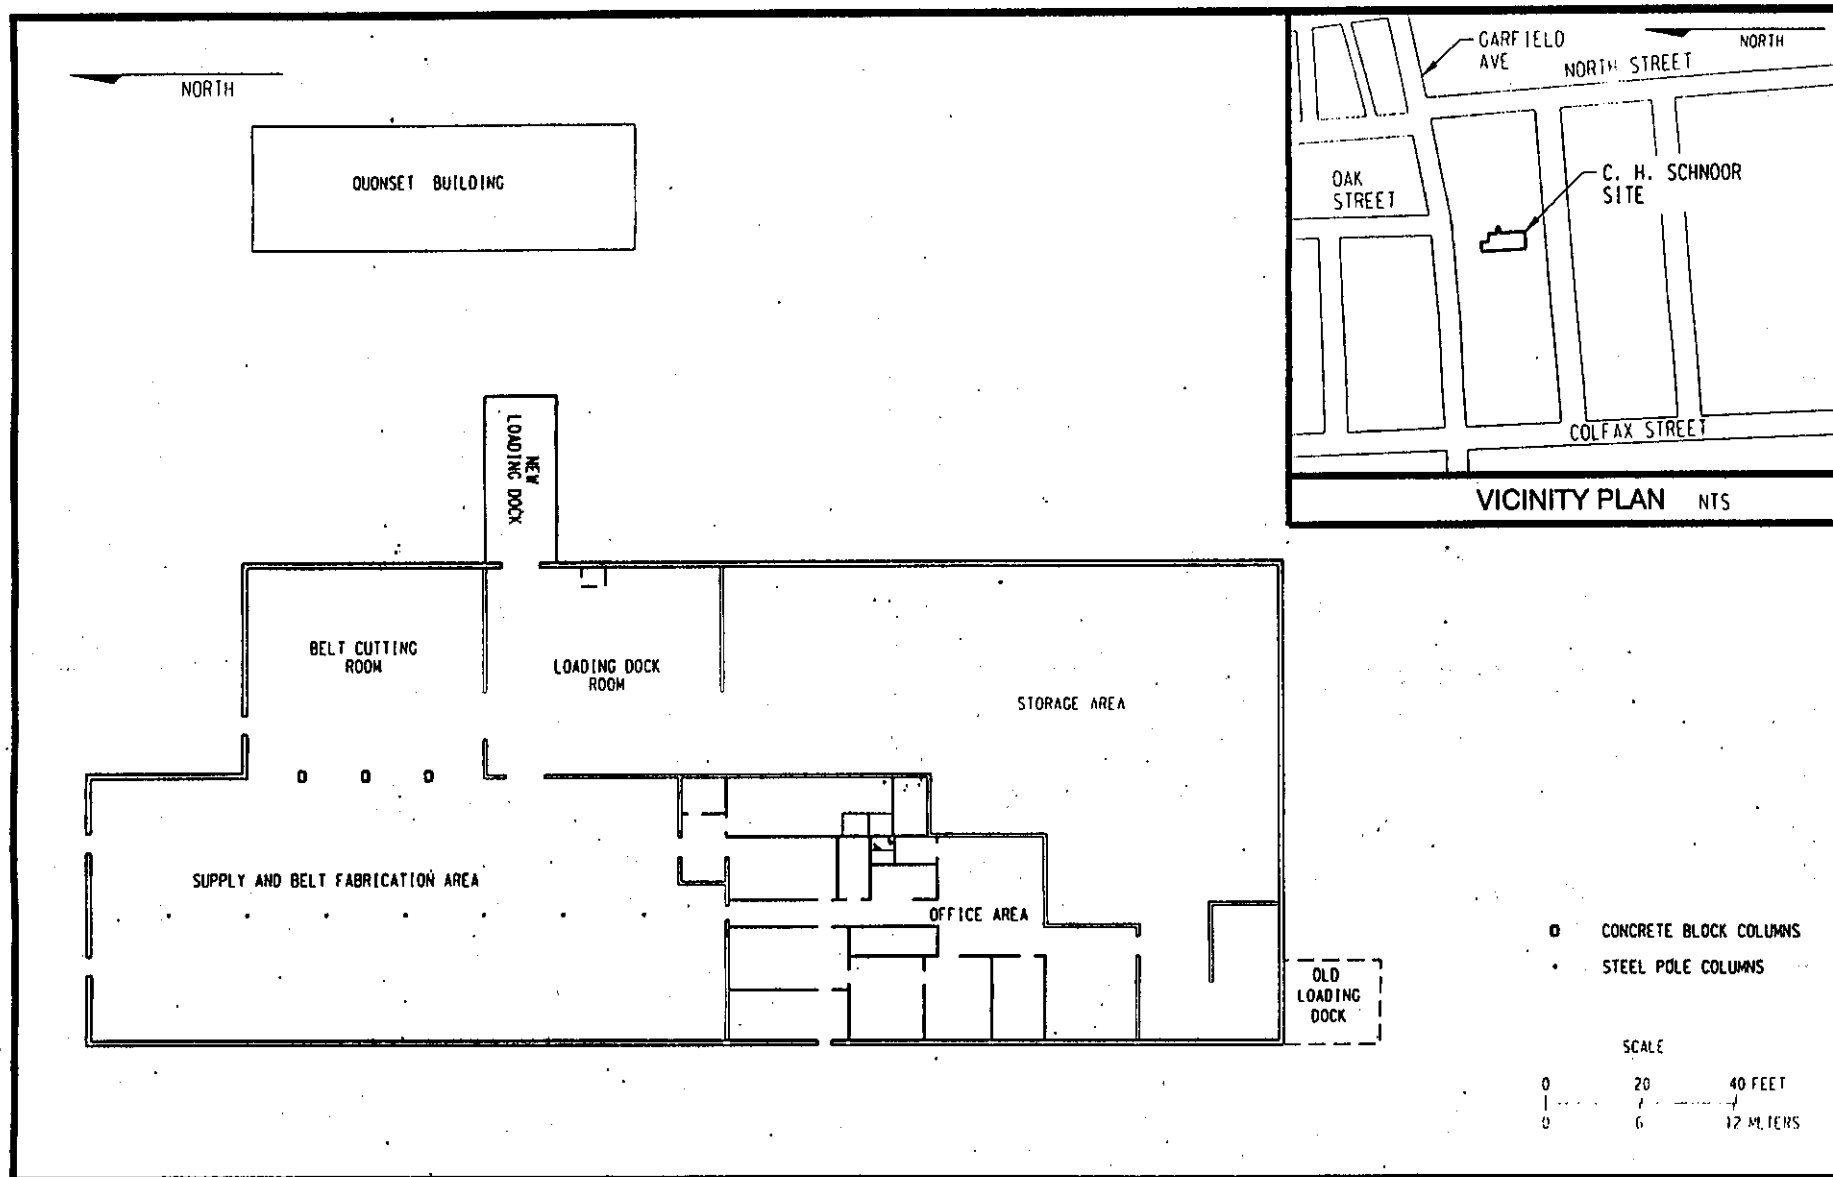 NORTH
QUONSET BUILDING
NEW
LOADING DOCK
BELT CUTTING
ROOM
LOADING DOCK
ROOM
STORAGE AREA
SUPPLY AND BELT FABRICATION AREA
OFFICE AREA
OLD
LOADING
DOCK
GARFIELD
AVE
NORTH
NORTH STREET
OAK
STREET
C. H. SCHNOOR
SITE
COLFAX STREET
VICINITY PLAN NTS
CONCRETE BLOCK COLUMNS
STEEL POLE COLUMNS
SCALE
0 20 40 FEET
0 6 12 METERS